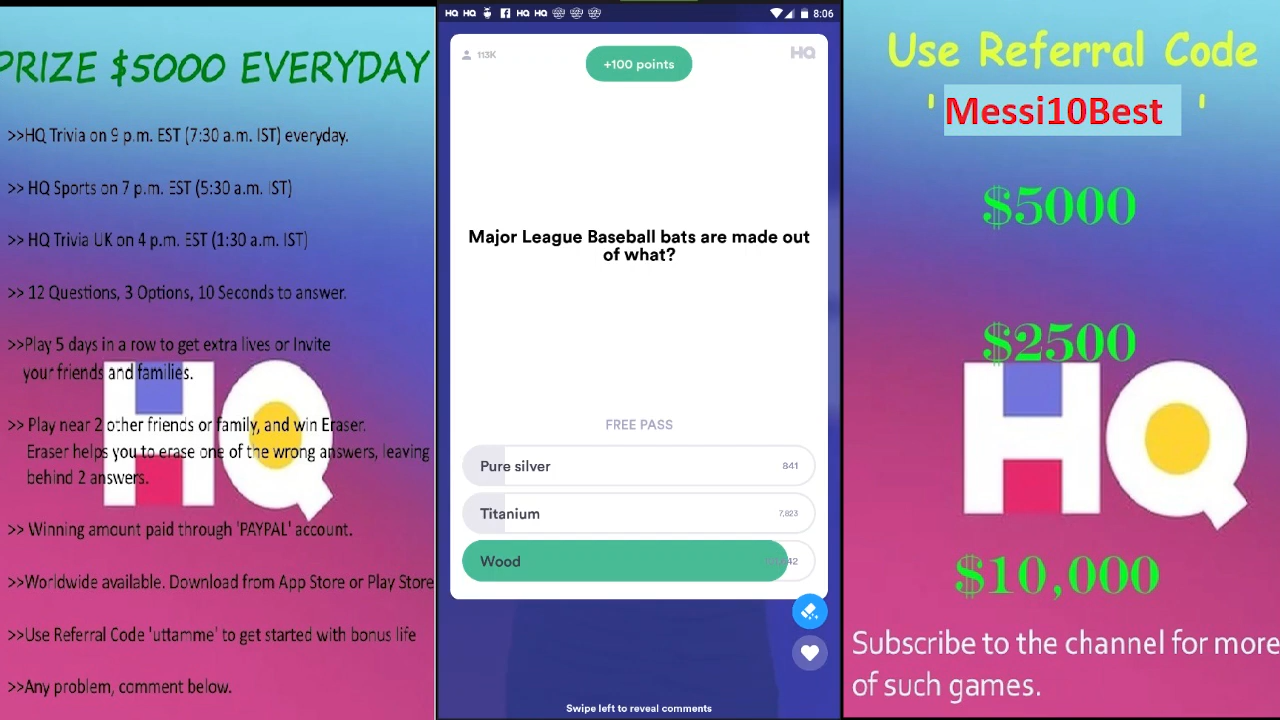 PRIZE $5000 EVERYDAY
>>HQ Trivia on 9 p.m. EST (7:30 a.m. IST) everyday.
>> HQ Sports on 7 p.m. EST (5:30 a.m. IST)
>> HQ Trivia UK on 4 p.m. EST (1:30 a.m. IST)
>> 12 Questions, 3 Options, 10 Seconds to answer.
>>Play 5 days in a row to get extra lives or Invite
your friends and families.
>> Play near 2 other friends or family, and win Eraser.
Eraser helps you to erase one of the wrong answers, leaving
behind 2 answers.
>> Winning amount paid through 'PAYPAL' account.
>>Worldwide available. Download from App Store or Play Store
>>Use Referral Code 'uttamme' to get started with bonus life
>>Any problem, comment below.
HQ
HQ HQ HQ HQ 8:06
113K
+100 points
HQ
Major League Baseball bats are made out
of what?
FREE PASS
Pure silver 841
Titanium 7,823
Wood
Swipe left to reveal comments
Use Referral Code
' Messi10Best '
$5000
$2500
HQ
$10,000
Subscribe to the channel for more
of such games.